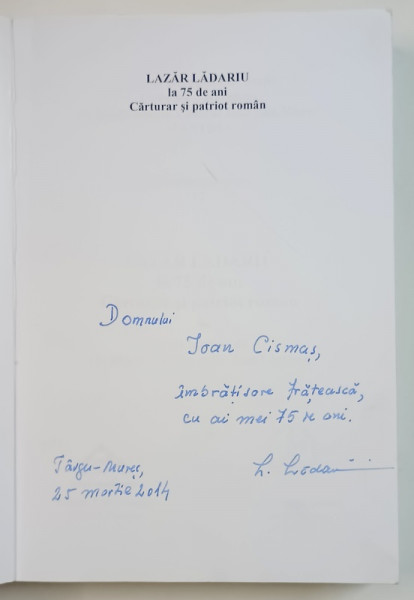 LAZĂR LĂDARIU
la 75 de ani
Cărturar și patriot român
Domnului
Ioan Cismaș,
îmbrățișare frățească,
cu ai mei 75 de ani.
Târgu-Mureș,
25 martie 2014
L. Lădariu